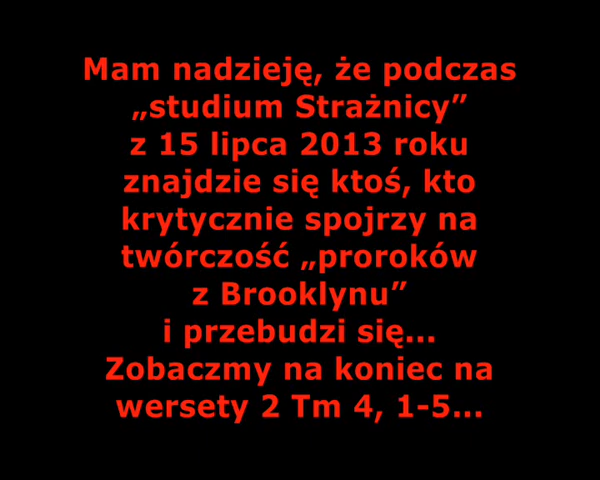 Mam nadzieję, że podczas
„studium Strażnicy”
z 15 lipca 2013 roku
znajdzie się ktoś, kto
krytycznie spojrzy na
twórczość „proroków
z Brooklynu”
i przebudzi się...
Zobaczmy na koniec na
wersety 2 Tm 4, 1-5...